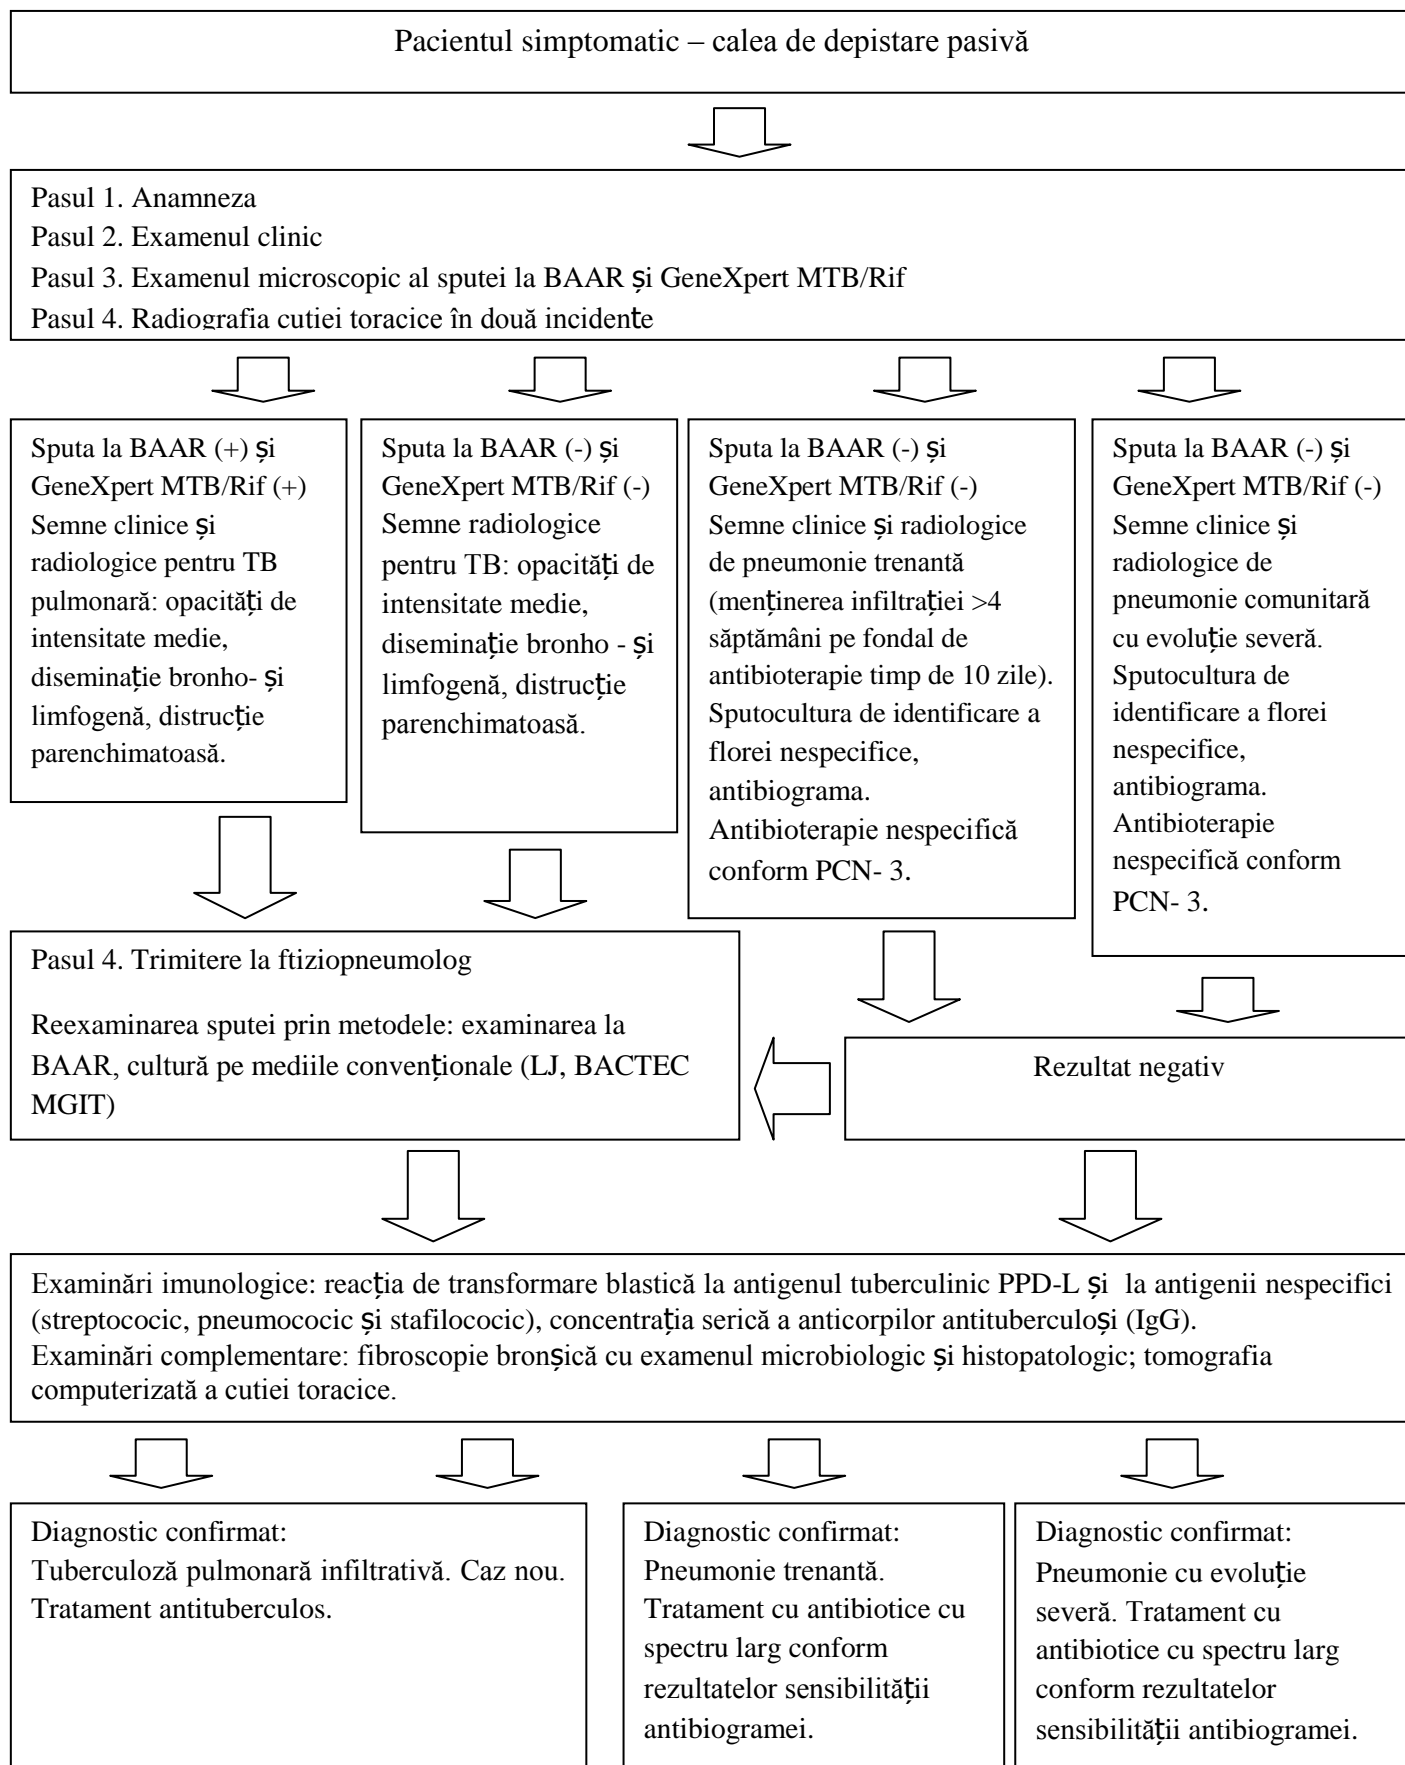 Pacientul simptomatic – calea de depistare pasivă
Pasul 1. Anamneza
Pasul 2. Examenul clinic
Pasul 3. Examenul microscopic al sputei la BAAR și GeneXpert MTB/Rif
Pasul 4. Radiografia cutiei toracice în două incidențe
Sputa la BAAR (+) și
GeneXpert MTB/Rif (+)
Semne clinice și
radiologice pentru TB
pulmonară: opacități de
intensitate medie,
diseminație bronho- și
limfogenă, distrucție
parenchimatoasă.
Sputa la BAAR (-) și
GeneXpert MTB/Rif (-)
Semne radiologice
pentru TB: opacități de
intensitate medie,
diseminație bronho - și
limfogenă, distrucție
parenchimatoasă.
Sputa la BAAR (-) și
GeneXpert MTB/Rif (-)
Semne clinice și radiologice
de pneumonie trenantă
(menținerea infiltrației >4
săptămâni pe fondal de
antibioterapie timp de 10 zile).
Sputocultura de identificare a
florei nespecifice,
antibiograma.
Antibioterapie nespecifică
conform PCN- 3.
Sputa la BAAR (-) și
GeneXpert MTB/Rif (-)
Semne clinice și
radiologice de
pneumonie comunitară
cu evoluție severă.
Sputocultura de
identificare a florei
nespecifice,
antibiograma.
Antibioterapie
nespecifică conform
PCN- 3.
Pasul 4. Trimitere la ftiziopneumolog
Reexaminarea sputei prin metodele: examinarea la
BAAR, cultură pe mediile convenționale (LJ, BACTEC
MGIT)
Rezultat negativ
Examinări imunologice: reacția de transformare blastică la antigenul tuberculinic PPD-L și  la antigenii nespecifici
(streptococic, pneumococic și stafilococic), concentrația serică a anticorpilor antituberculoși (IgG).
Examinări complementare: fibroscopie bronșică cu examenul microbiologic și histopatologic; tomografia
computerizată a cutiei toracice.
Diagnostic confirmat:
Tuberculoză pulmonară infiltrativă. Caz nou.
Tratament antituberculos.
Diagnostic confirmat:
Pneumonie trenantă.
Tratament cu antibiotice cu
spectru larg conform
rezultatelor sensibilității
antibiogramei.
Diagnostic confirmat:
Pneumonie cu evoluție
severă. Tratament cu
antibiotice cu spectru larg
conform rezultatelor
sensibilității antibiogramei.